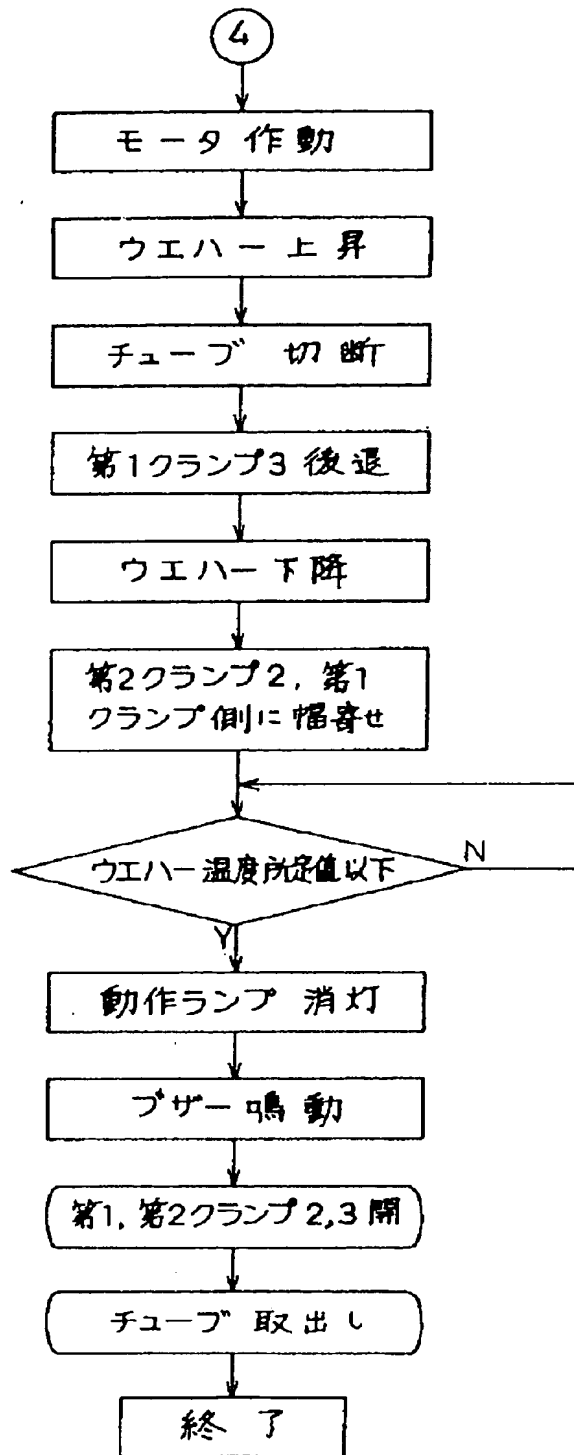 4
モータ作動
ウエハー上昇
チューブ 切断
第1クランプ3後退
ウエハー下降
第2クランプ2,第1
クランプ側に幅寄せ
ウエハー温度所定値以下
N
Y
動作ランプ 消灯
ブザー鳴動
第1,第2クランプ2,3開
チューブ 取出し
終了